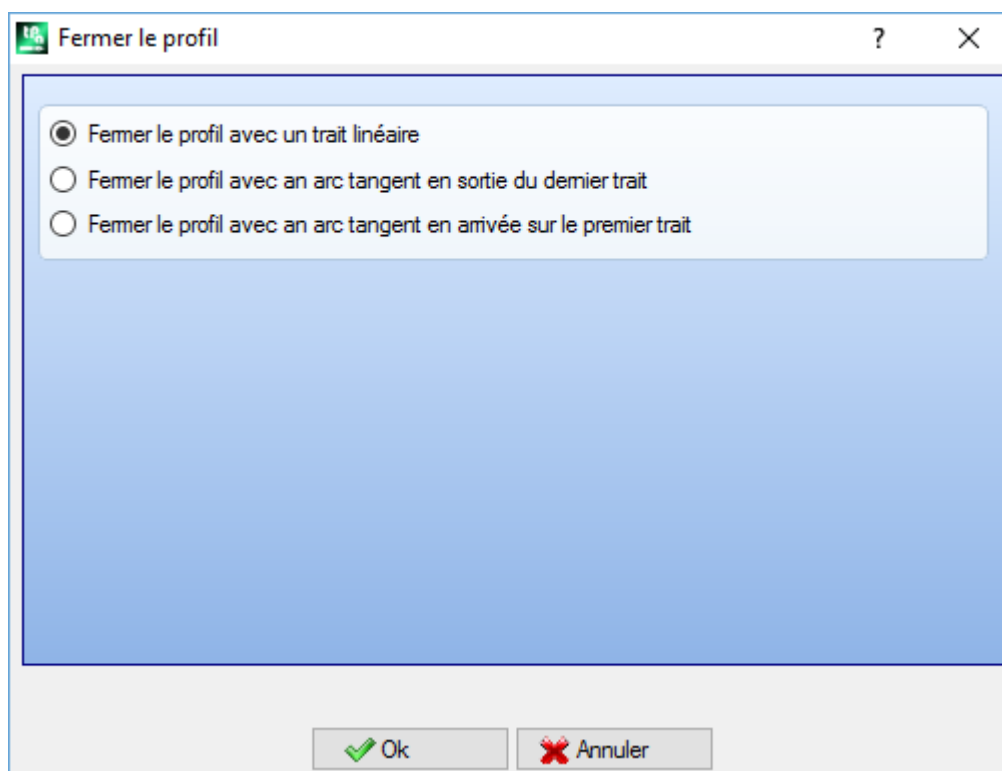 Fermer le profil
?
Fermer le profil avec un trait linéaire
Fermer le profil avec an arc tangent en sortie du dernier trait
Fermer le profil avec an arc tangent en arrivée sur le premier trait
Ok
Annuler